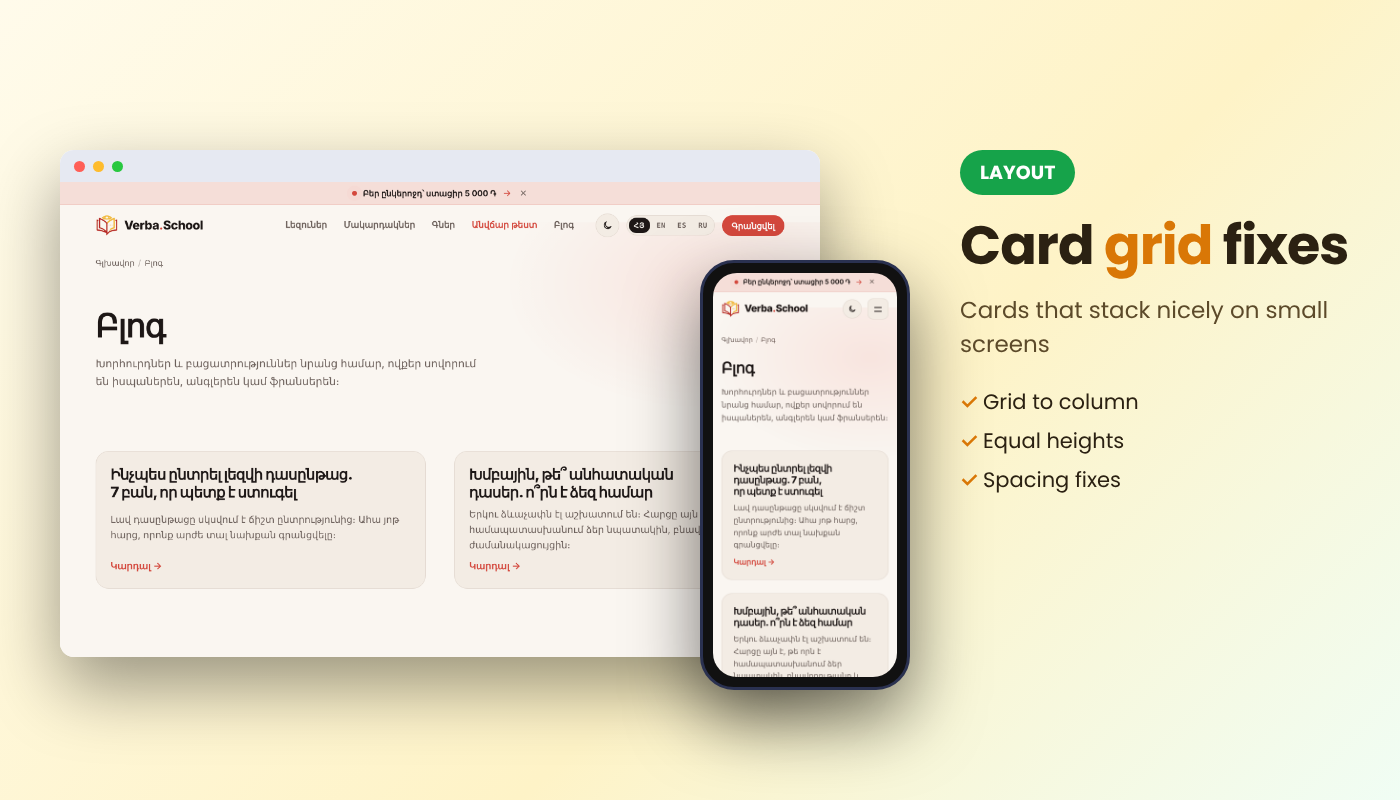 Բեր ընկերոջդ՝ ստացիր 5 000 ֏ → ×
Verba.School
Լեզուներ Մակարդակներ Գներ Անվճար թեստ Բլոգ ՀՅ EN ES RU Գրանցվել
Գլխավոր / Բլոգ
Բլոգ
Խորհուրդներ և բացատրություններ նրանց համար, ովքեր սովորում
են իսպաներեն, անգլերեն կամ ֆրանսերեն։
Ինչպես ընտրել լեզվի դասընթաց.
7 բան, որ պետք է ստուգել
Լավ դասընթացը սկսվում է ճիշտ ընտրությունից։ Ահա յոթ
հարց, որոնք արժե տալ նախքան գրանցվելը։
Կարդալ →
Խմբային, թե՞ անհատական
դասեր. ո՞րն է ձեզ համար
Երկու ձևաչափն էլ աշխատում են։ Հարցը այն
համապատասխանում ձեր նպատակին,
ժամանակացույցին։
Կարդալ →
Բեր ընկերոջդ՝ ստացիր 5 000 ֏ → ×
Verba.School
Գլխավոր / Բլոգ
Բլոգ
Խորհուրդներ և բացատրություններ
նրանց համար, ովքեր սովորում են
իսպաներեն, անգլերեն կամ ֆրանսերեն։
Ինչպես ընտրել լեզվի
դասընթաց. 7 բան,
որ պետք է ստուգել
Լավ դասընթացը սկսվում է ճիշտ
ընտրությունից։ Ահա յոթ հարց,
որոնք արժե տալ նախքան
գրանցվելը։
Կարդալ →
Խմբային, թե՞ անհատական
դասեր. ո՞րն է ձեզ համար
Երկու ձևաչափն էլ աշխատում են։
Հարցը այն է, թե որն է
համապատասխանում ձեր
LAYOUT
Card grid fixes
Cards that stack nicely on small
screens
✓ Grid to column
✓ Equal heights
✓ Spacing fixes